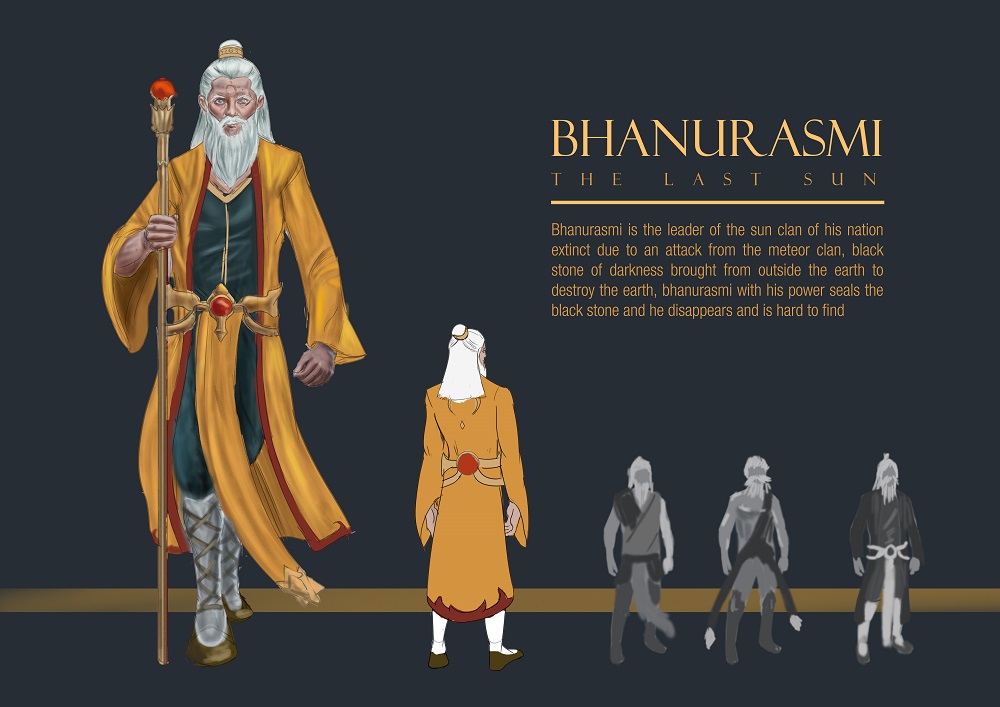 BHANURASMI
THE LAST SUN
Bhanurasmi is the leader of the sun clan of his nation
extinct due to an attack from the meteor clan, black
stone of darkness brought from outside the earth to
destroy the earth, bhanurasmi with his power seals the
black stone and he disappears and is hard to find